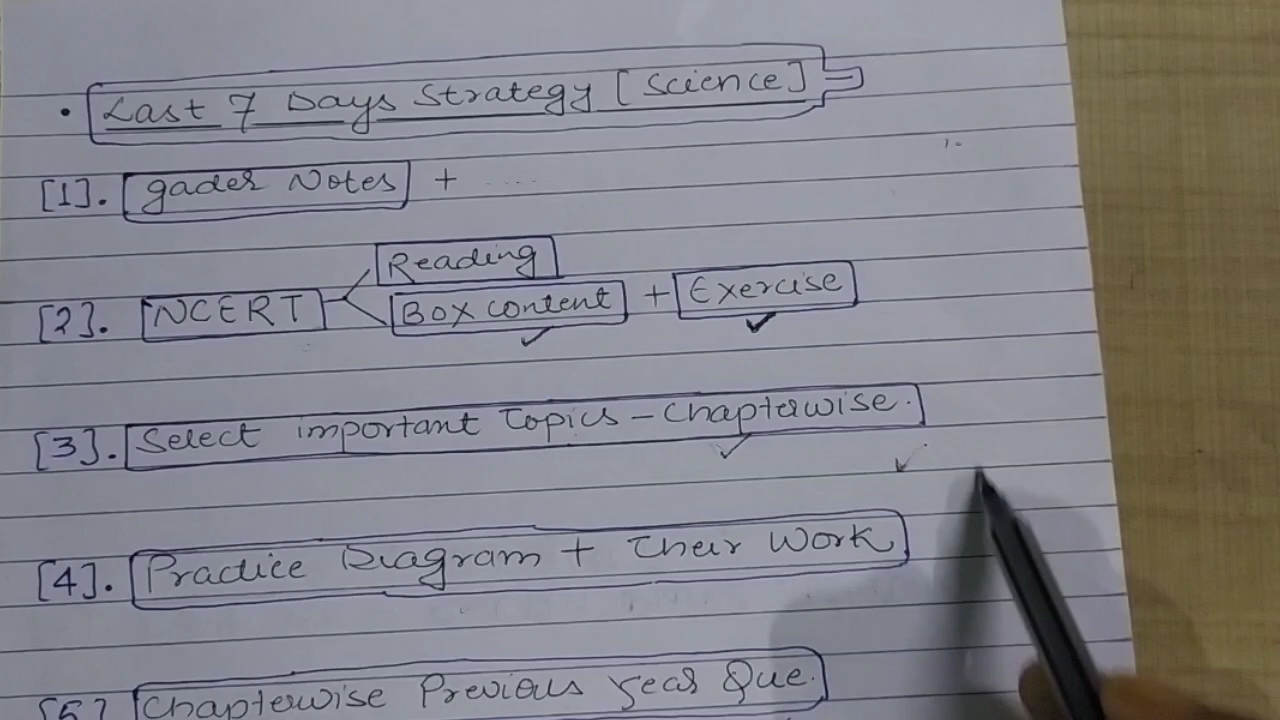 • Last 7 Days Strategy [Science]
[1]. gader Notes +
Reading
[2]. NCERT Box content + Exercise
[3]. Select important Topics - Chapterwise.
[4]. Practice Diagram + Their Work
[5] Chapterwise Previous year Que.